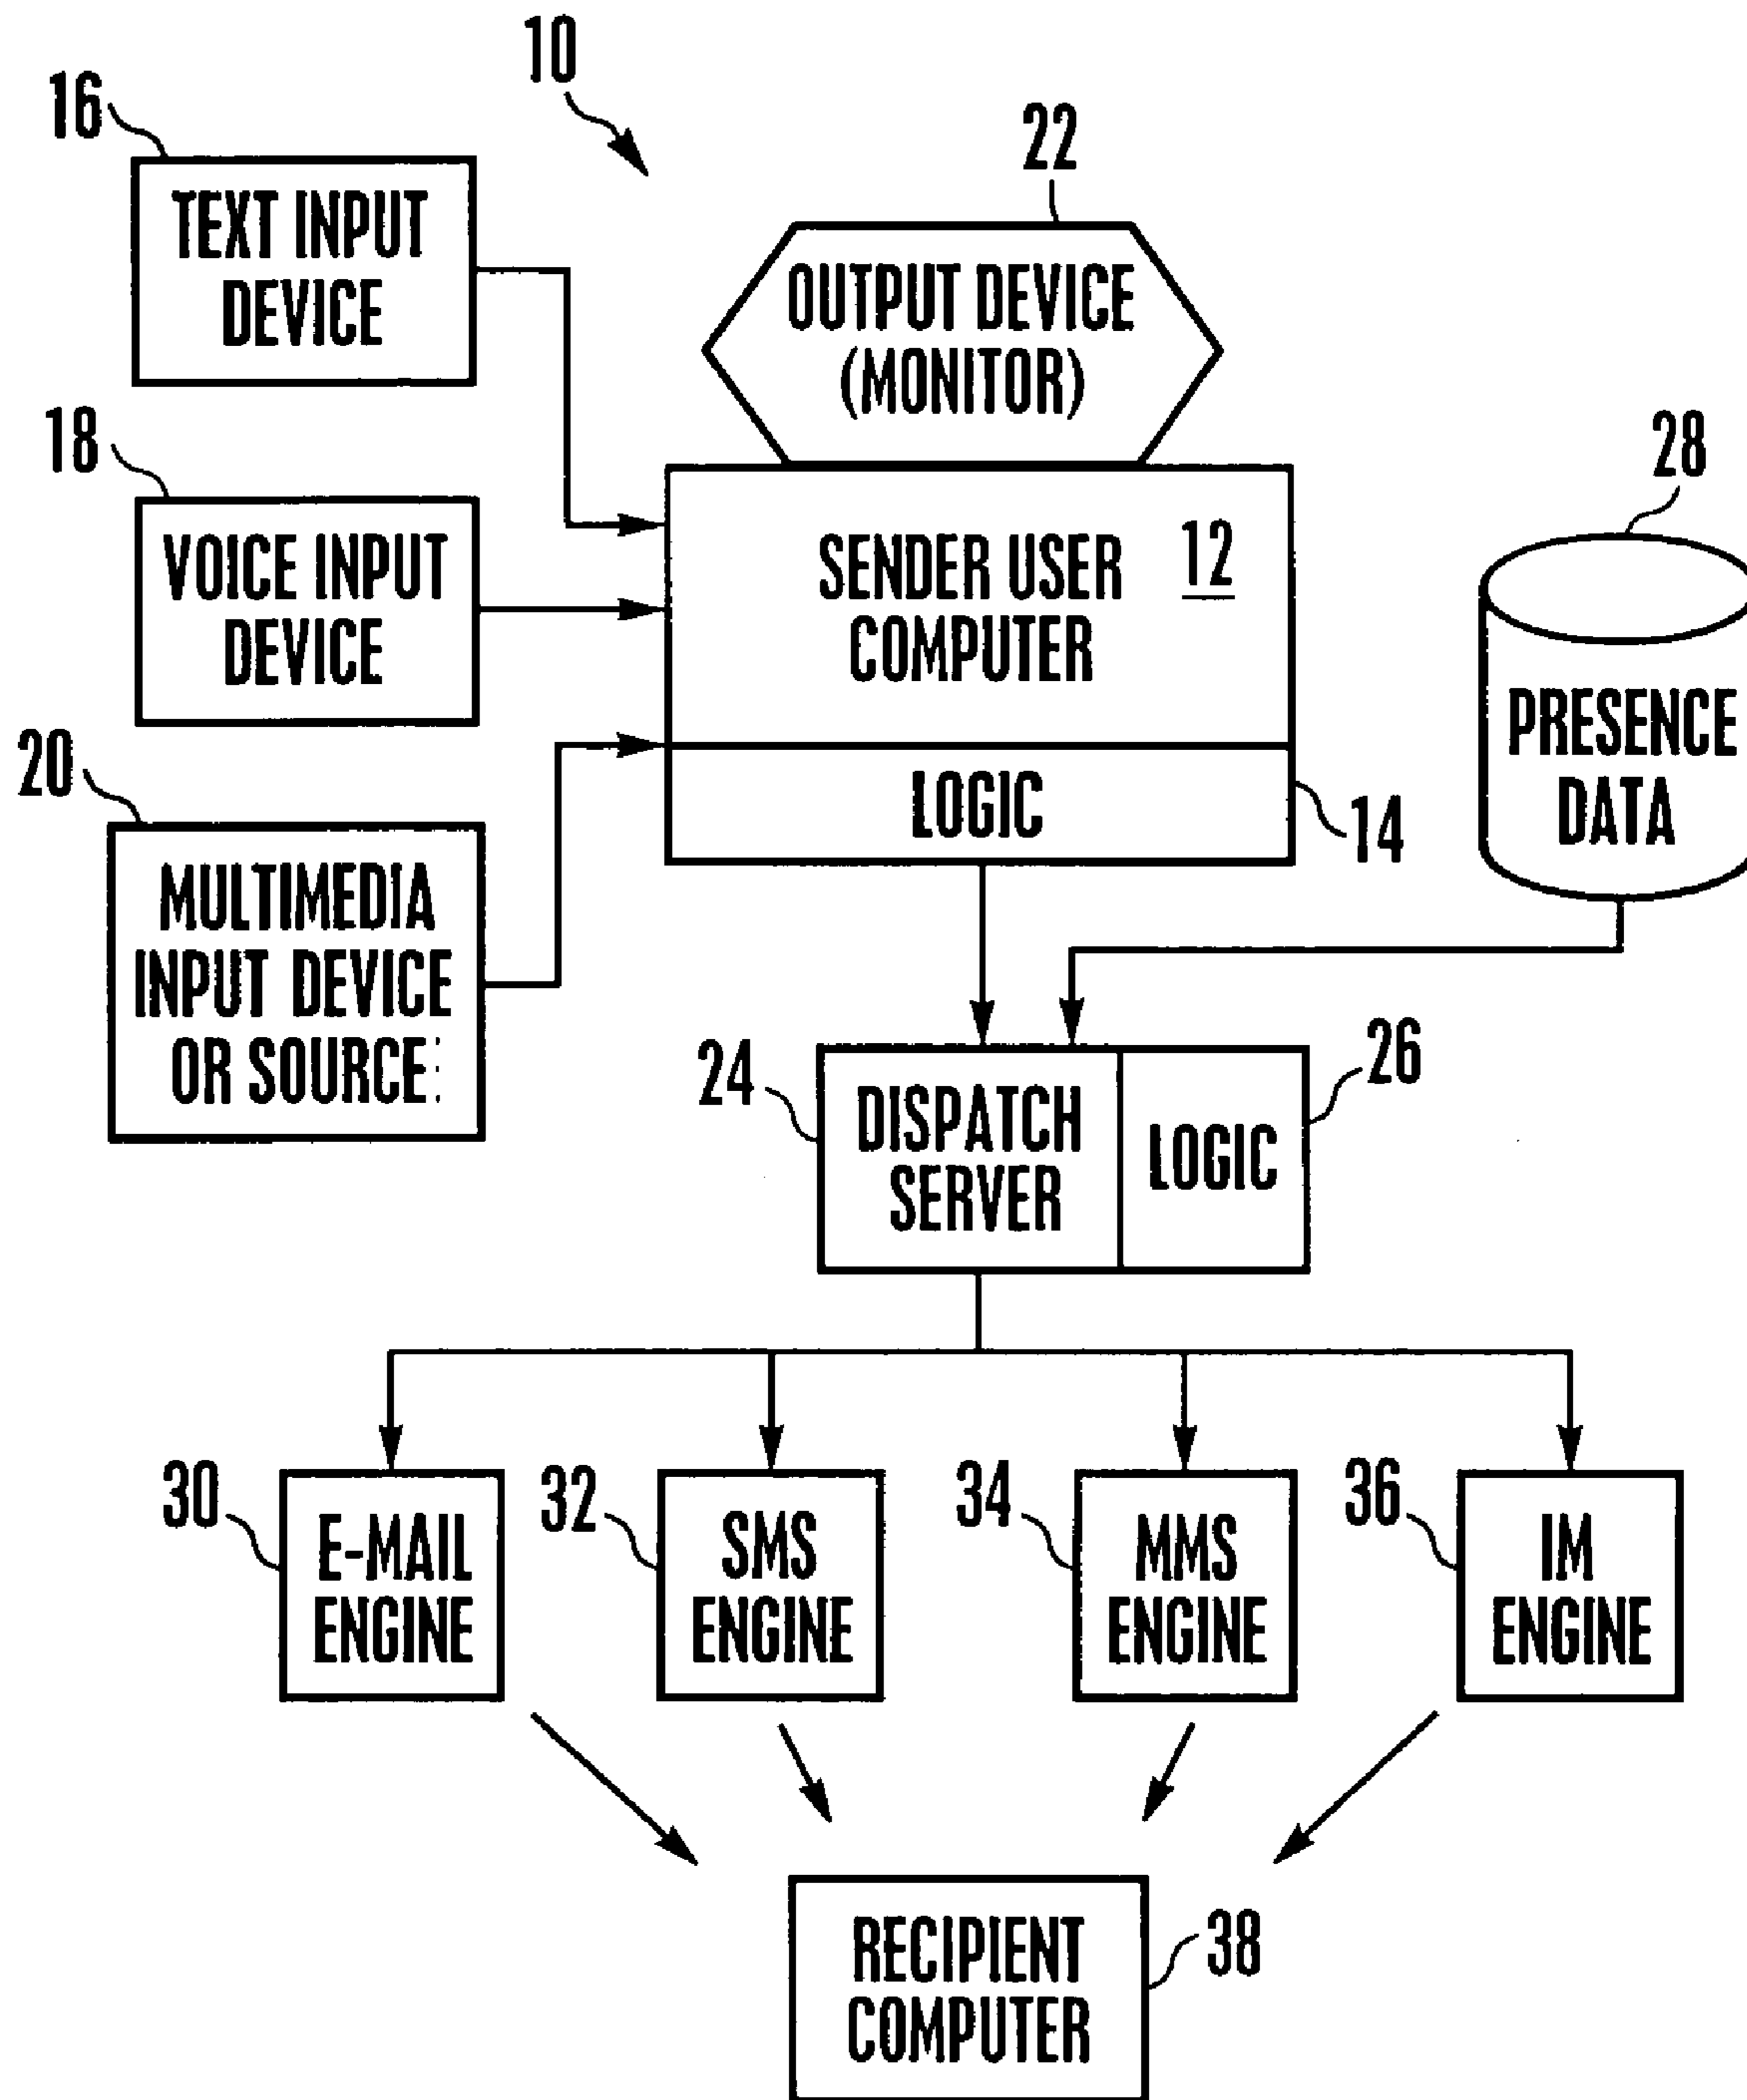 10
16
22
TEXT INPUT
DEVICE
OUTPUT DEVICE
(MONITOR)
18
28
VOICE INPUT
DEVICE
SENDER USER
COMPUTER
12
PRESENCE
DATA
20
LOGIC
14
MULTIMEDIA
INPUT DEVICE
OR SOURCE
24
DISPATCH
SERVER
LOGIC
26
30
E-MAIL
ENGINE
32
SMS
ENGINE
34
MMS
ENGINE
36
IM
ENGINE
RECIPIENT
COMPUTER
38